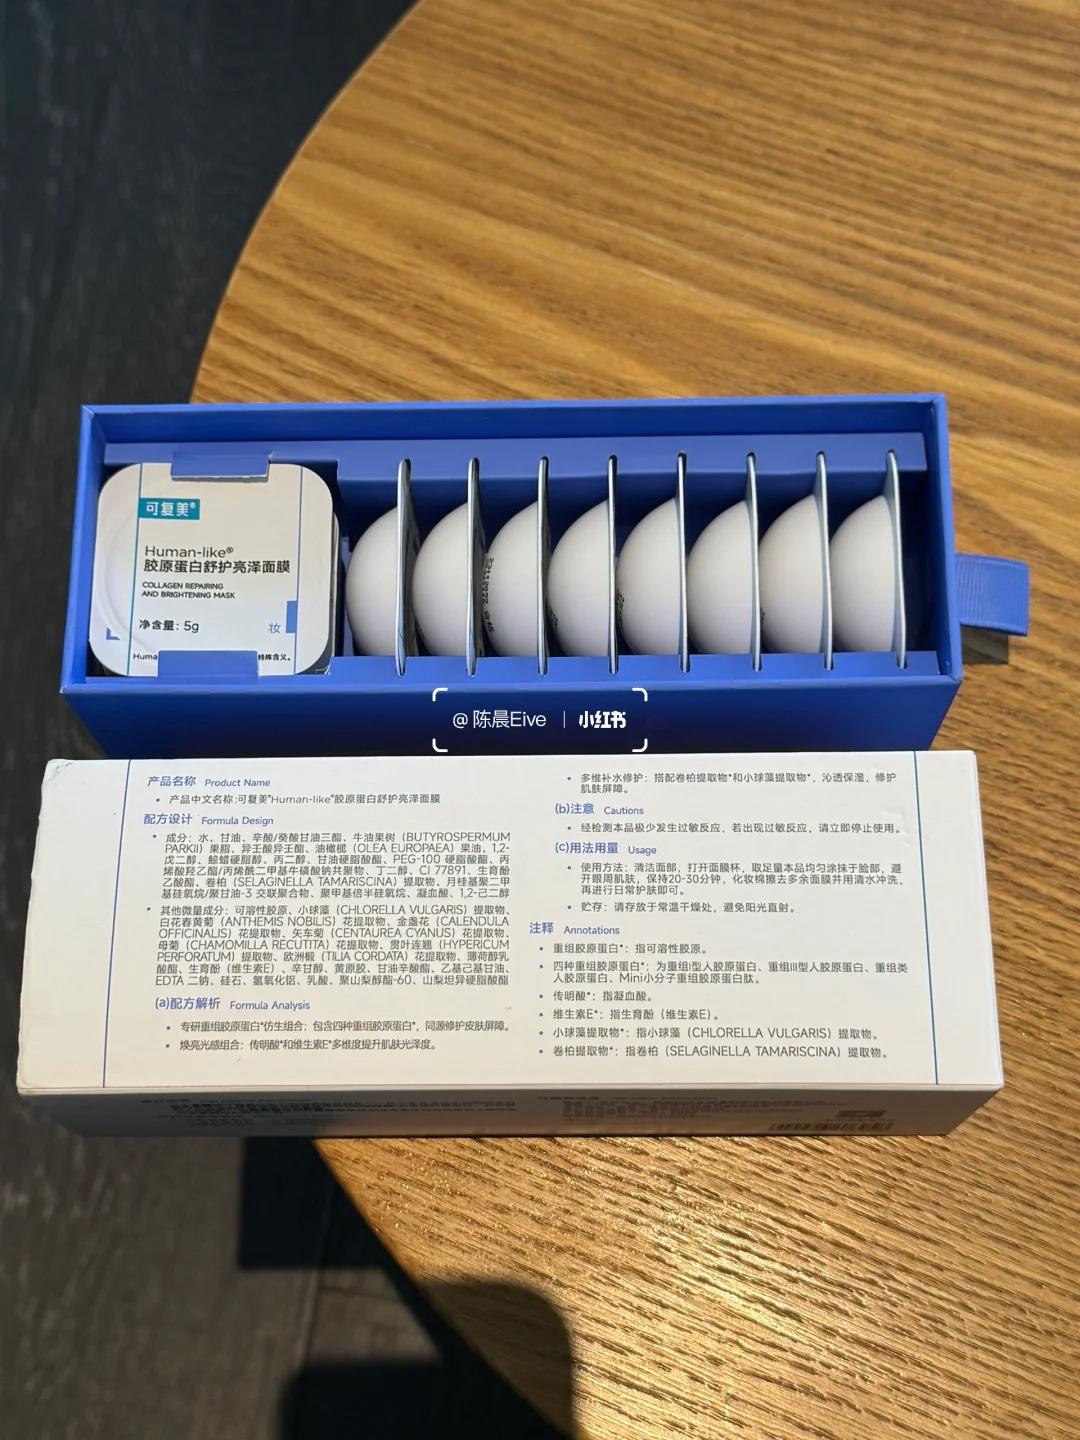 可复美®
Human-like®
胶原蛋白舒护亮泽面膜
COLLAGEN REPAIRING
AND BRIGHTENING MASK
净含量：5g
妆
Huma
特殊含义。
@ 陈晨Eive | 小红书
产品名称 Product Name
• 产品中文名称:可复美®Human-like®胶原蛋白舒护亮泽面膜
配方设计 Formula Design
• 成分：水、甘油、辛酸/癸酸甘油三酯、牛油果树（BUTYROSPERMUM
PARKII）果脂、异壬酸异壬酯、油橄榄（OLEA EUROPAEA）果油、1,2-
戊二醇、鲸蜡硬脂醇、丙二醇、甘油硬脂酸酯、PEG-100 硬脂酸酯、丙
烯酸羟乙酯/丙烯酰二甲基牛磺酸钠共聚物、丁二醇、CI 77891、生育酚
乙酸酯、卷柏（SELAGINELLA TAMARISCINA）提取物、月桂基聚二甲
基硅氧烷/聚甘油-3 交联聚合物、聚甲基倍半硅氧烷、凝血酸、1,2-己二醇
• 其他微量成分：可溶性胶原、小球藻（CHLORELLA VULGARIS）提取物、
白花春黄菊（ANTHEMIS NOBILIS）花提取物、金盏花（CALENDULA
OFFICINALIS）花提取物、矢车菊（CENTAUREA CYANUS）花提取物、
母菊（CHAMOMILLA RECUTITA）花提取物、贯叶连翘（HYPERICUM
PERFORATUM）提取物、欧洲椴（TILIA CORDATA）花提取物、薄荷醇乳
酸酯、生育酚（维生素E）、辛甘醇、黄原胶、甘油辛酸酯、乙基己基甘油、
EDTA 二钠、硅石、氢氧化铝、乳酸、聚山梨醇酯-60、山梨坦异硬脂酸酯
(a)配方解析 Formula Analysis
• 专研重组胶原蛋白*仿生组合：包含四种重组胶原蛋白*，同源修护皮肤屏障。
• 焕亮光感组合：传明酸*和维生素E*多维度提升肌肤光泽度。
• 多维补水修护：搭配卷柏提取物*和小球藻提取物*，沁透保湿，修护
肌肤屏障。
(b)注意 Cautions
• 经检测本品极少发生过敏反应，若出现过敏反应，请立即停止使用。
(c)用法用量 Usage
• 使用方法：清洁面部，打开面膜杯，取足量本品均匀涂抹于脸部，避
开眼周肌肤，保持20-30分钟，化妆棉擦去多余面膜并用清水冲洗，
再进行日常护肤即可。
• 贮存：请存放于常温干燥处，避免阳光直射。
注释 Annotations
• 重组胶原蛋白*：指可溶性胶原。
• 四种重组胶原蛋白*：为重组I型人胶原蛋白、重组III型人胶原蛋白、重组类
人胶原蛋白、Mini小分子重组胶原蛋白肽。
• 传明酸*：指凝血酸。
• 维生素E*：指生育酚（维生素E）。
• 小球藻提取物*：指小球藻（CHLORELLA VULGARIS）提取物。
• 卷柏提取物*：指卷柏（SELAGINELLA TAMARISCINA）提取物。